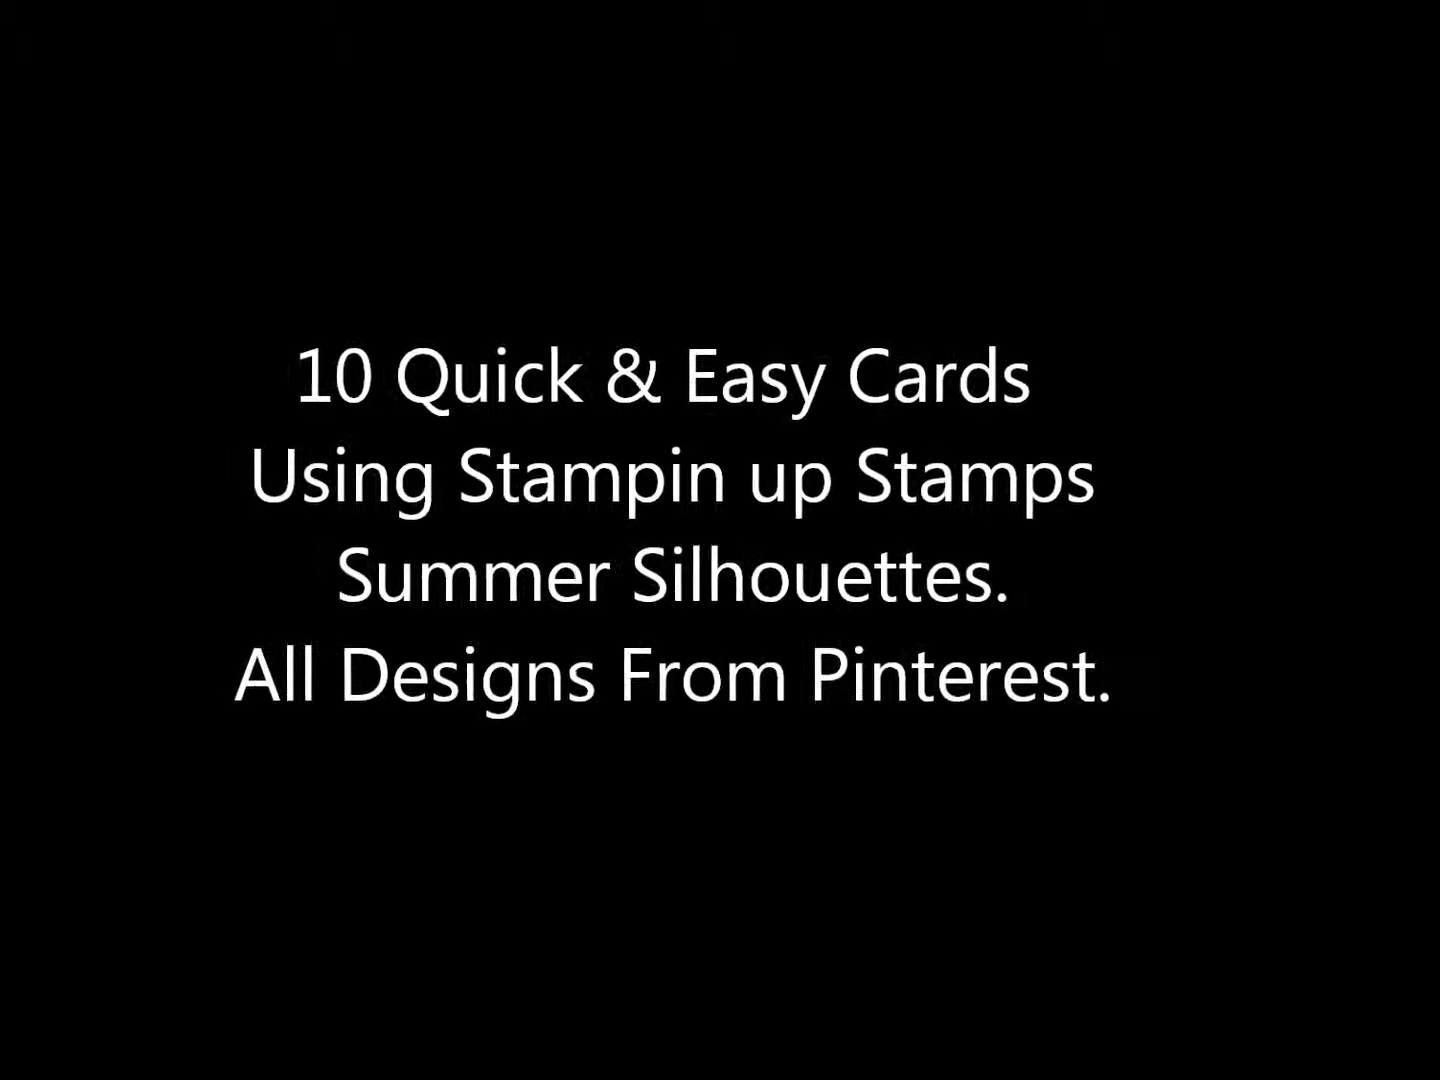 10 Quick & Easy Cards
Using Stampin up Stamps
Summer Silhouettes.
All Designs From Pinterest.